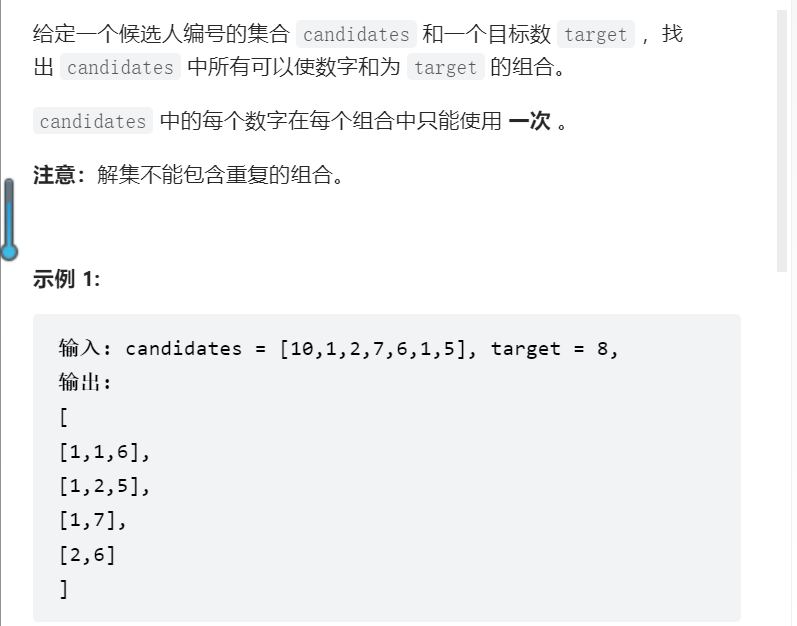 给定一个候选人编号的集合 candidates 和一个目标数 target ，找
出 candidates 中所有可以使数字和为 target 的组合。
candidates 中的每个数字在每个组合中只能使用 一次 。
注意：解集不能包含重复的组合。
示例 1:
输入: candidates = [10,1,2,7,6,1,5], target = 8,
输出:
[
[1,1,6],
[1,2,5],
[1,7],
[2,6]
]